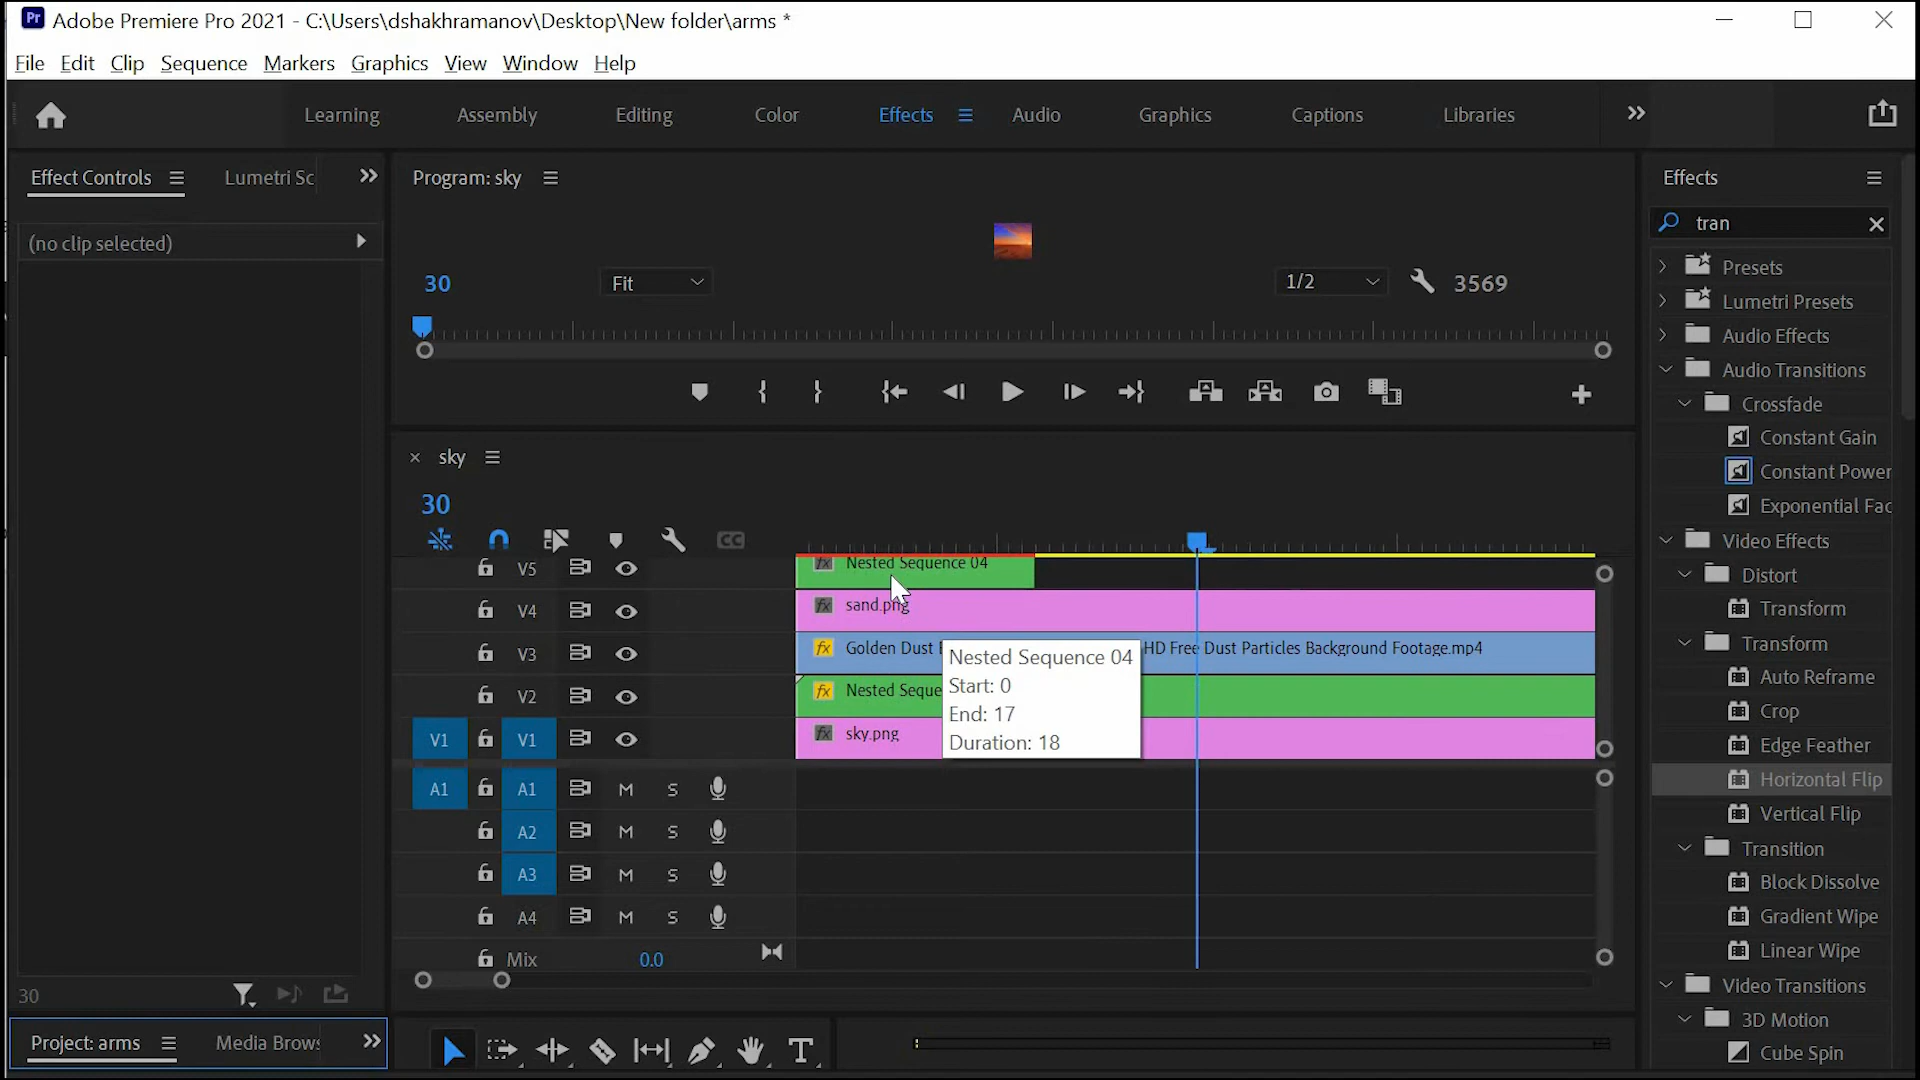 Pr Adobe Premiere Pro 2021 - C:\Users\dshakhramanov\Desktop\New folder\arms *
File Edit Clip Sequence Markers Graphics View Window Help
Learning Assembly Editing Color Effects Audio Graphics Captions Libraries
Effect Controls Lumetri Sc
(no clip selected)
30
Project: arms Media Brows
Program: sky
30 Fit 1/2 3569
sky
30
CC
V5 fx Nested Sequence 04
V4 fx sand.png
V3 fx Golden Dust HD Free Dust Particles Background Footage.mp4
V2 fx Nested Seque
V1 V1 fx sky.png
Nested Sequence 04
Start: 0
End: 17
Duration: 18
A1 A1 M S
A2 M S
A3 M S
A4 M S
Mix 0.0
T
Effects
tran
Presets
Lumetri Presets
Audio Effects
Audio Transitions
Crossfade
Constant Gain
Constant Power
Exponential Fac
Video Effects
Distort
Transform
Transform
Auto Reframe
Crop
Edge Feather
Horizontal Flip
Vertical Flip
Transition
Block Dissolve
Gradient Wipe
Linear Wipe
Video Transitions
3D Motion
Cube Spin